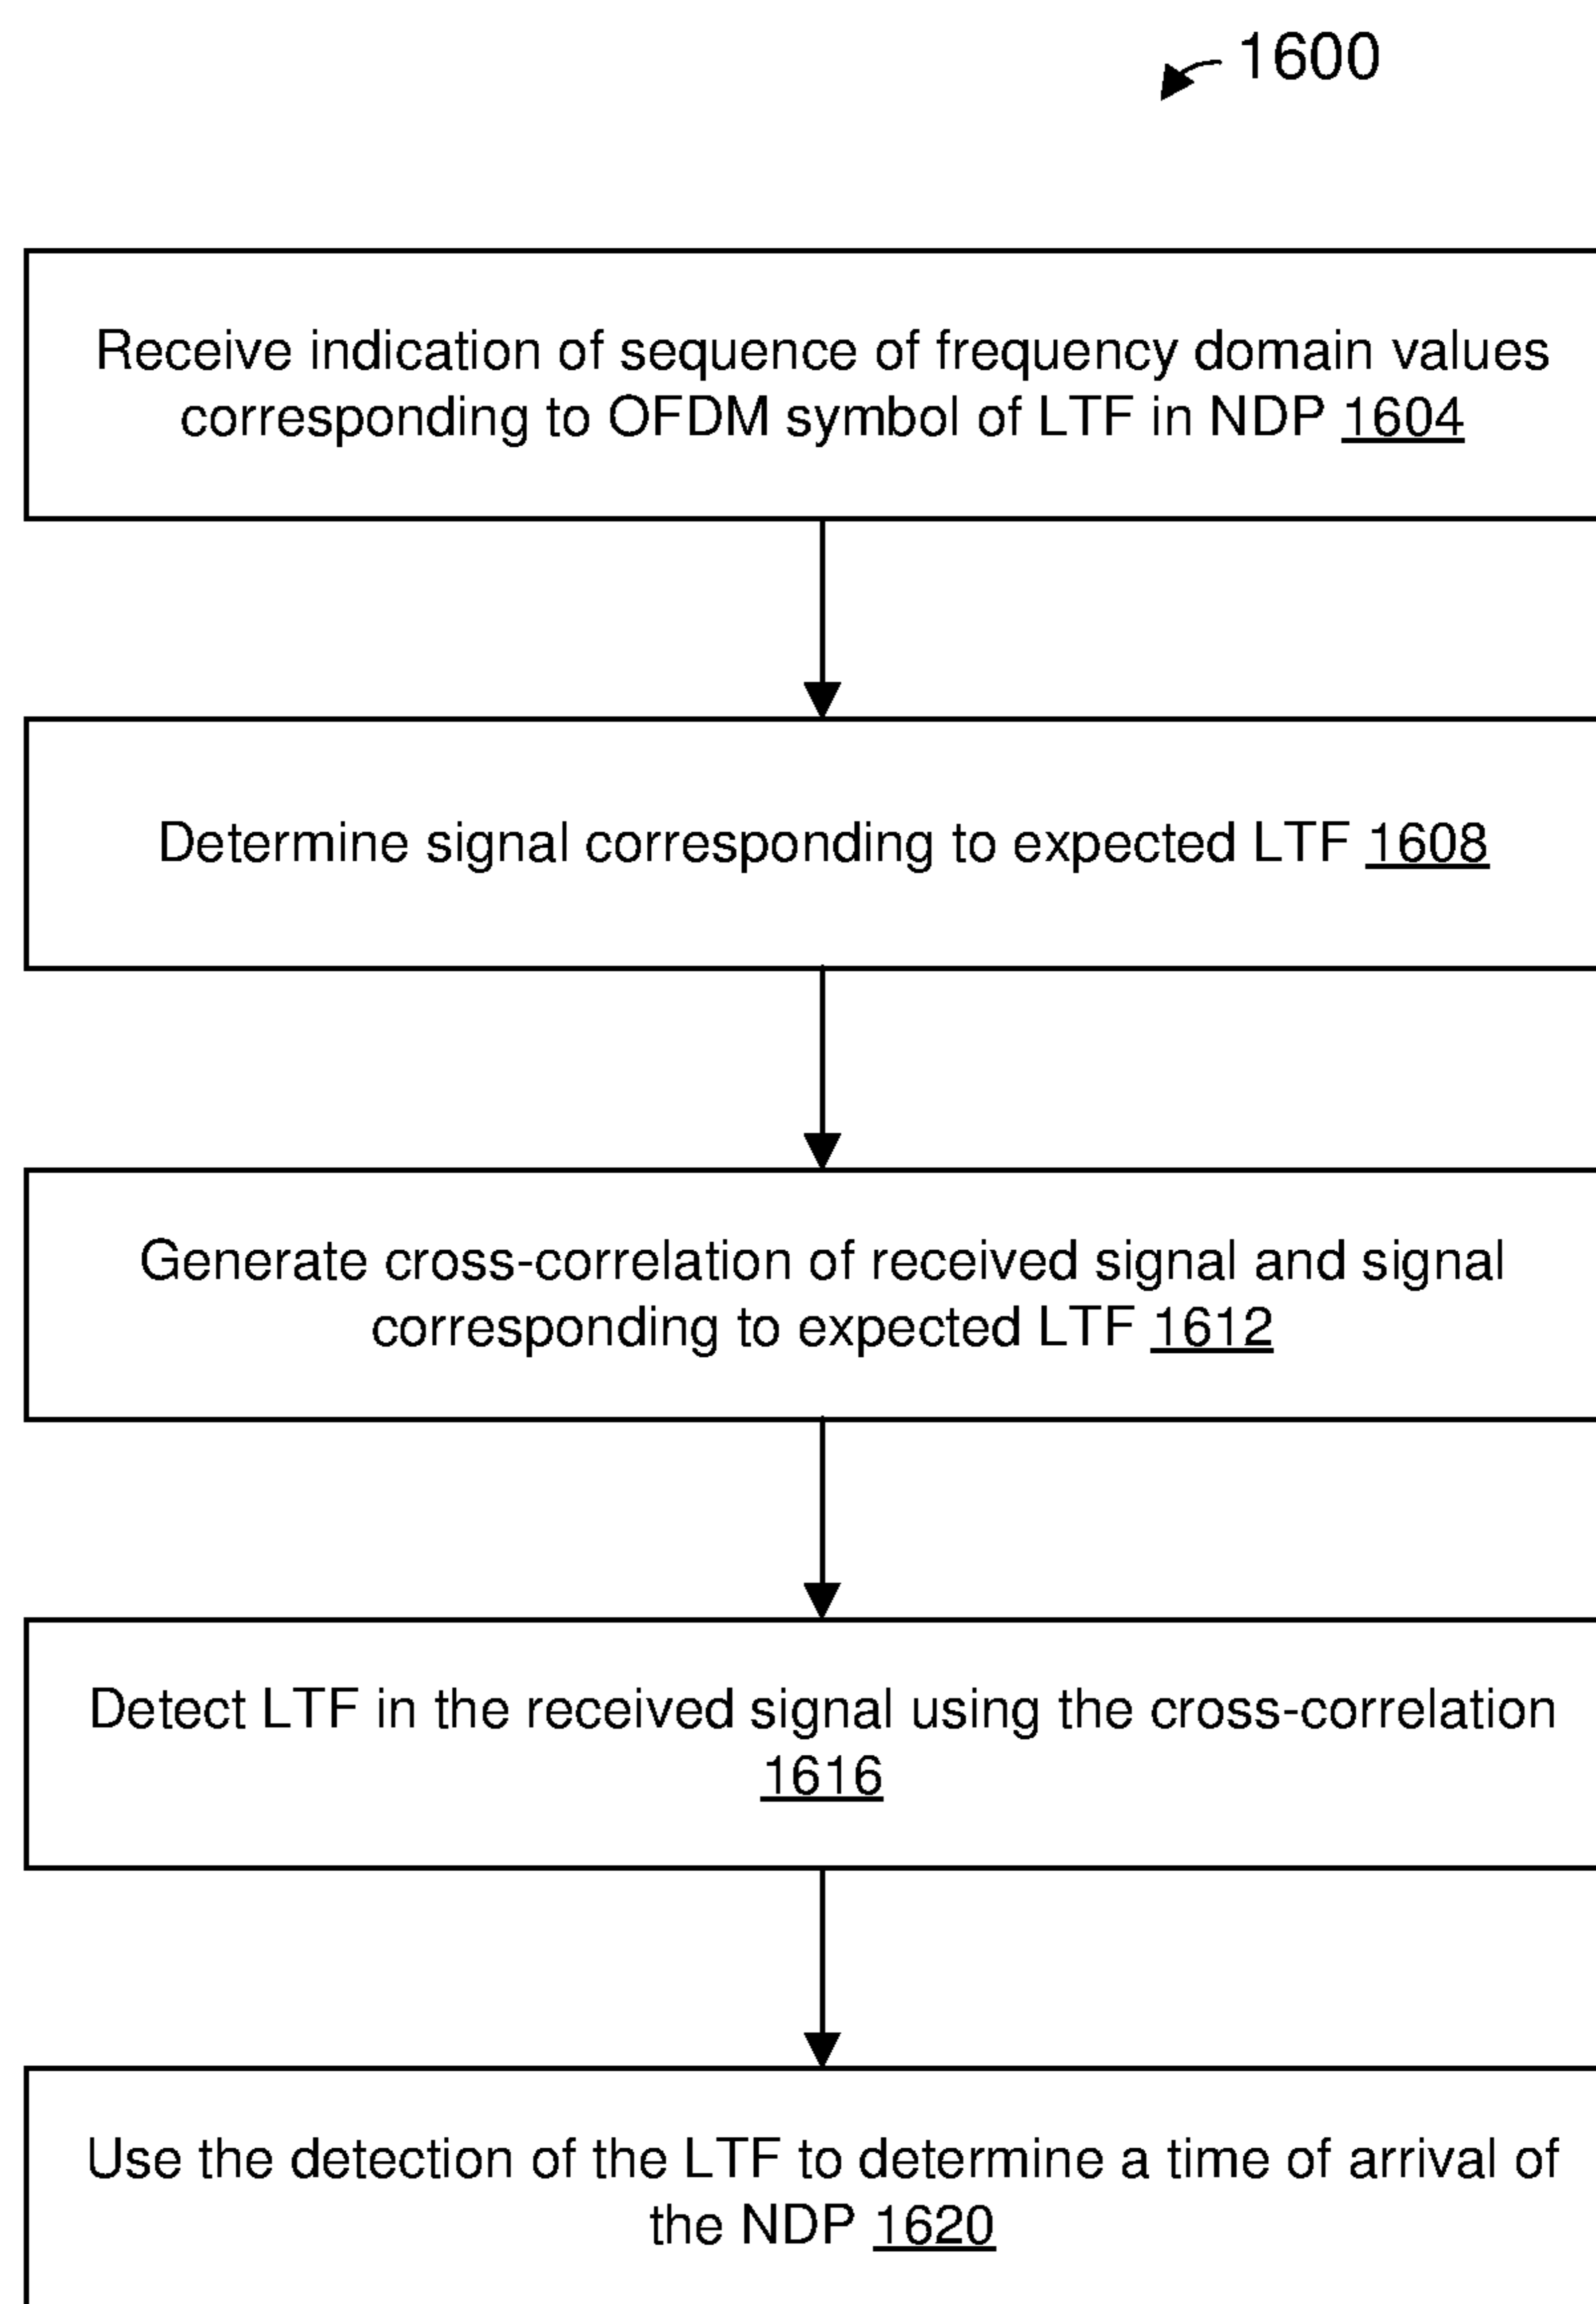 1600
Receive indication of sequence of frequency domain values
corresponding to OFDM symbol of LTF in NDP 1604
Determine signal corresponding to expected LTF 1608
Generate cross-correlation of received signal and signal
corresponding to expected LTF 1612
Detect LTF in the received signal using the cross-correlation
1616
Use the detection of the LTF to determine a time of arrival of
the NDP 1620